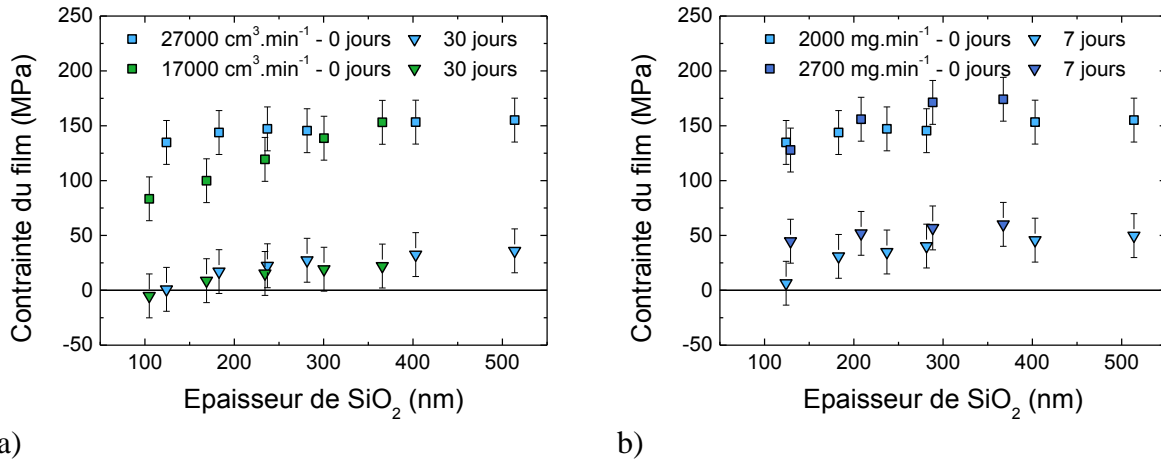 250
200
150
100
50
0
-50
27000 cm³.min⁻¹ - 0 jours 30 jours
17000 cm³.min⁻¹ - 0 jours 30 jours
Contrainte du film (MPa)
100 200 300 400 500
Epaisseur de SiO₂ (nm)
a)
250
200
150
100
50
0
-50
2000 mg.min⁻¹ - 0 jours 7 jours
2700 mg.min⁻¹ - 0 jours 7 jours
Contrainte du film (MPa)
100 200 300 400 500
Epaisseur de SiO₂ (nm)
b)